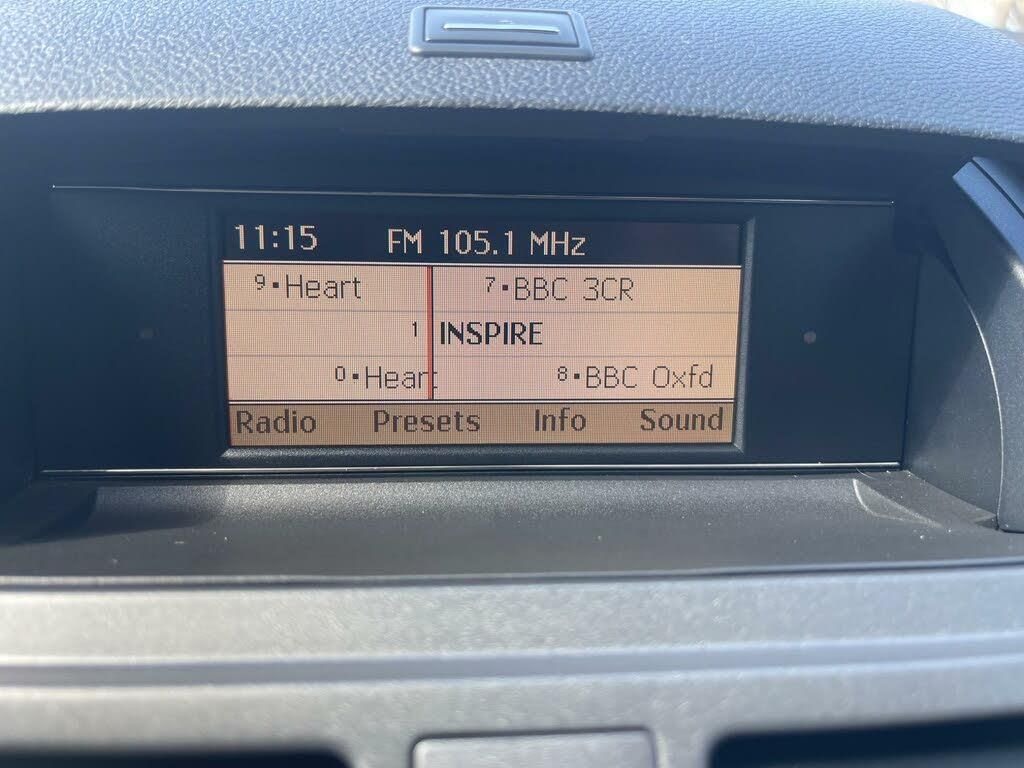 11:15 FM 105.1 MHz
9▪Heart 7▪BBC 3CR
1 INSPIRE
0▪Heart 8▪BBC Oxfd
Radio Presets Info Sound